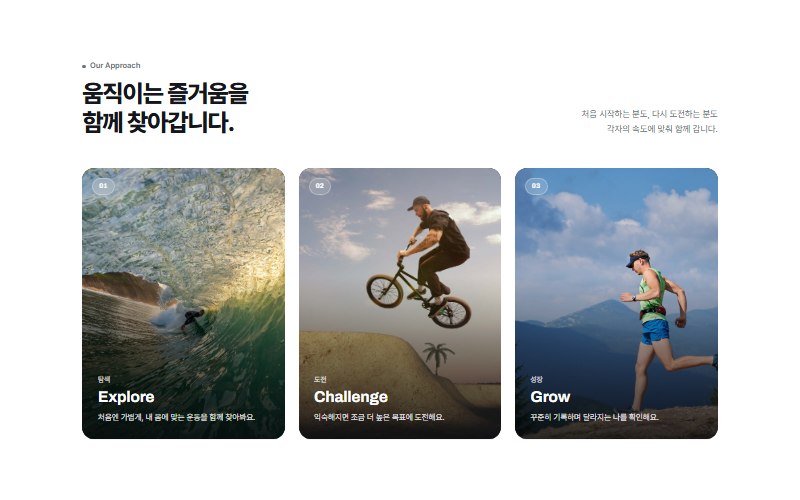 Our Approach
움직이는 즐거움을
함께 찾아갑니다.
처음 시작하는 분도, 다시 도전하는 분도
각자의 속도에 맞춰 함께 갑니다.
01
탐색
Explore
처음엔 가볍게, 내 몸에 맞는 운동을 함께 찾아봐요.
02
도전
Challenge
익숙해지면 조금 더 높은 목표에 도전해요.
03
성장
Grow
꾸준히 기록하며 달라지는 나를 확인해요.